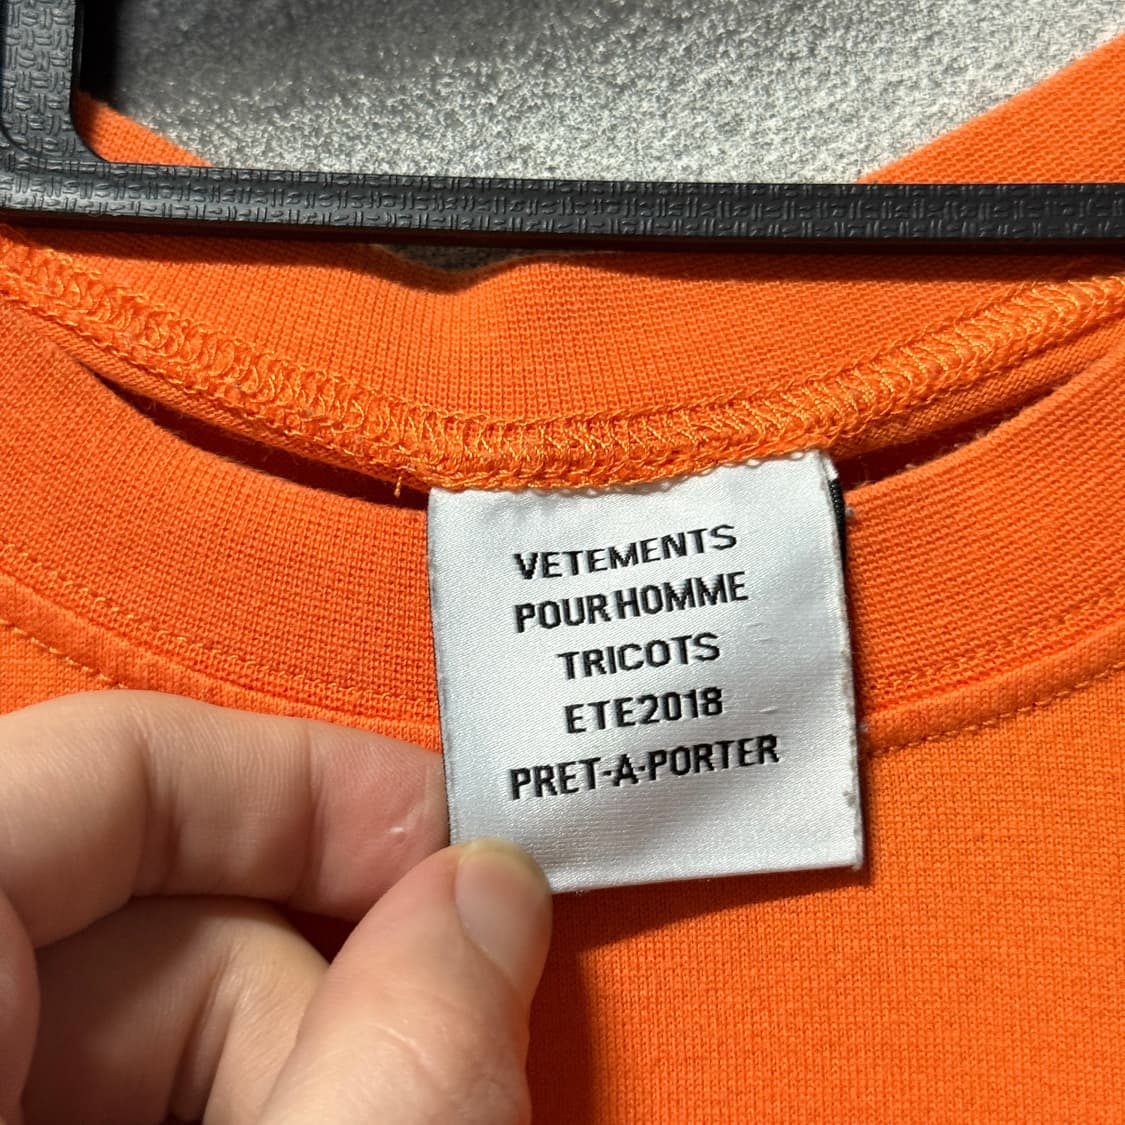 VETEMENTS
POUR HOMME
TRICOTS
ETE2018
PRET-A-PORTER